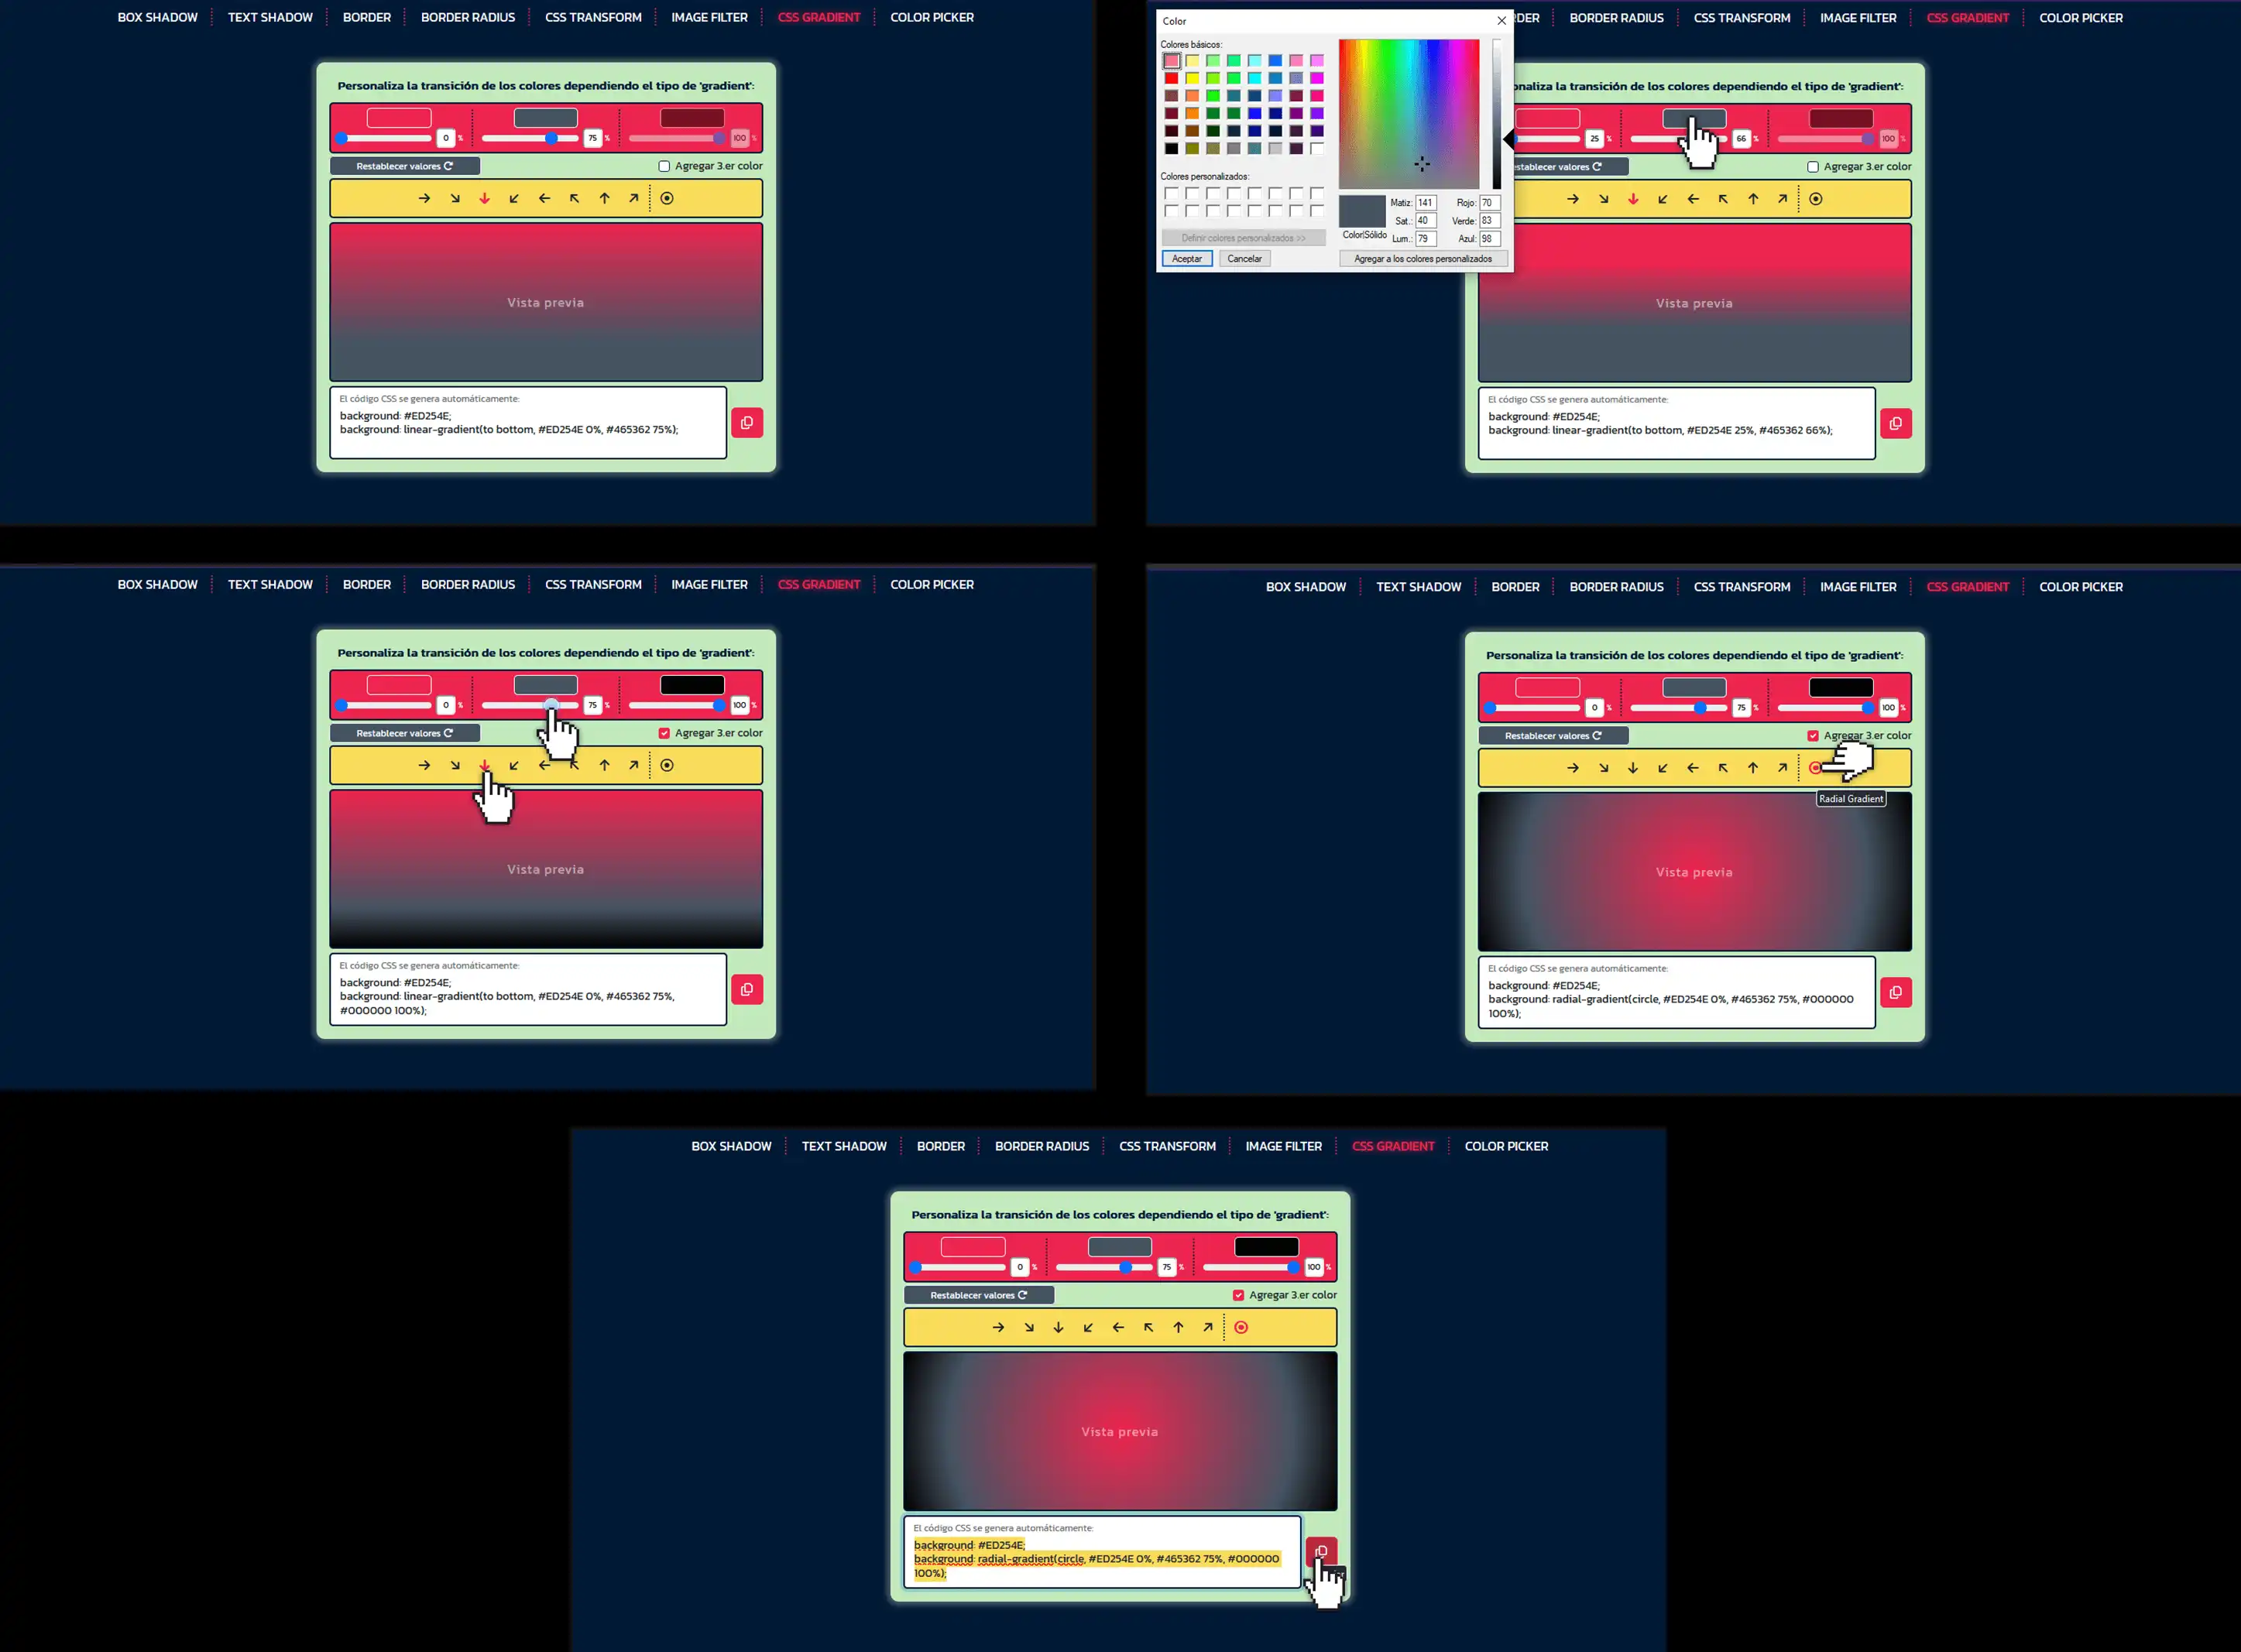 BOX SHADOW
TEXT SHADOW
BORDER
BORDER RADIUS
CSS TRANSFORM
IMAGE FILTER
CSS GRADIENT
COLOR PICKER
Personaliza la transición de los colores dependiendo el tipo de 'gradient':
0 %
75 %
100 %
Restablecer valores
Agregar 3.er color
Vista previa
El código CSS se genera automáticamente:
background: #ED254E;
background: linear-gradient(to bottom, #ED254E 0%, #465362 75%);
RDER
BORDER RADIUS
CSS TRANSFORM
IMAGE FILTER
CSS GRADIENT
COLOR PICKER
Color
Colores básicos:
Colores personalizados:
Definir colores personalizados >>
Aceptar
Cancelar
Color|Sólido
Matiz: 141
Sat.: 40
Lum.: 79
Rojo: 70
Verde: 83
Azul: 98
Agregar a los colores personalizados
onaliza la transición de los colores dependiendo el tipo de 'gradient':
25 %
66 %
100 %
stablecer valores
Agregar 3.er color
Vista previa
El código CSS se genera automáticamente:
background: #ED254E;
background: linear-gradient(to bottom, #ED254E 25%, #465362 66%);
BOX SHADOW
TEXT SHADOW
BORDER
BORDER RADIUS
CSS TRANSFORM
IMAGE FILTER
CSS GRADIENT
COLOR PICKER
Personaliza la transición de los colores dependiendo el tipo de 'gradient':
0 %
75 %
100 %
Restablecer valores
Agregar 3.er color
Vista previa
El código CSS se genera automáticamente:
background: #ED254E;
background: linear-gradient(to bottom, #ED254E 0%, #465362 75%,
#000000 100%);
BOX SHADOW
TEXT SHADOW
BORDER
BORDER RADIUS
CSS TRANSFORM
IMAGE FILTER
CSS GRADIENT
COLOR PICKER
Personaliza la transición de los colores dependiendo el tipo de 'gradient':
0 %
75 %
100 %
Restablecer valores
Agregar 3.er color
Radial Gradient
Vista previa
El código CSS se genera automáticamente:
background: #ED254E;
background: radial-gradient(circle, #ED254E 0%, #465362 75%, #000000
100%);
BOX SHADOW
TEXT SHADOW
BORDER
BORDER RADIUS
CSS TRANSFORM
IMAGE FILTER
CSS GRADIENT
COLOR PICKER
Personaliza la transición de los colores dependiendo el tipo de 'gradient':
0 %
75 %
100 %
Restablecer valores
Agregar 3.er color
Vista previa
El código CSS se genera automáticamente:
background: #ED254E;
background: radial-gradient(circle, #ED254E 0%, #465362 75%, #000000
100%);